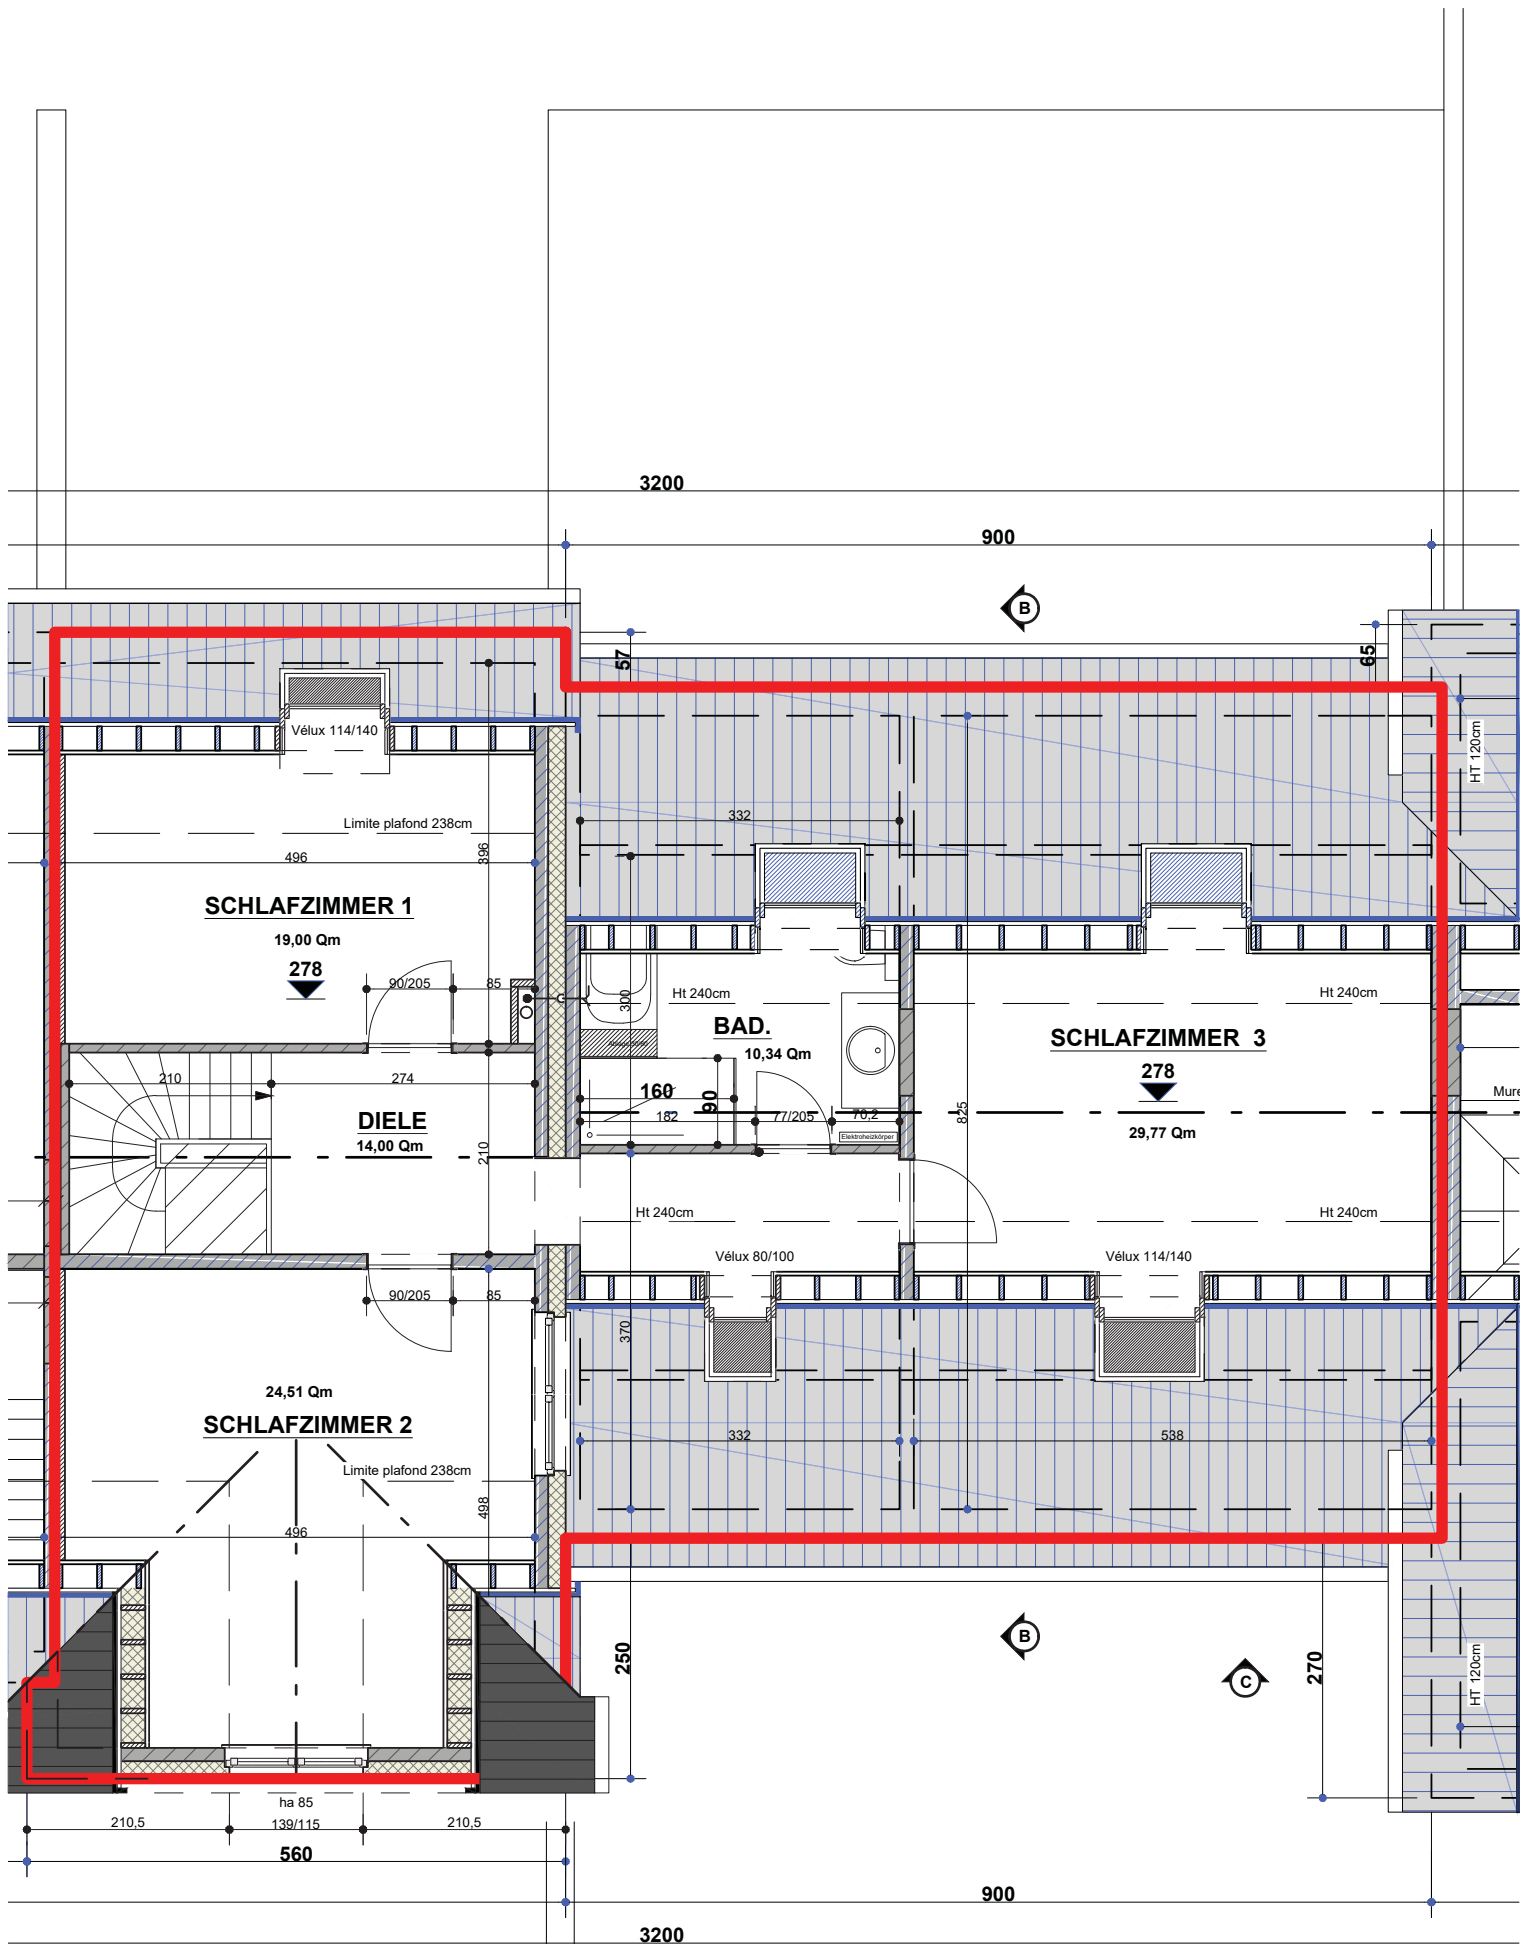 3200
900
B
57
65
HT 120cm
Vélux 114/140
332
Limite plafond 238cm
496
396
SCHLAFZIMMER 1
19,00 Qm
278
90/205
85
300
Ht 240cm
Ht 240cm
BAD.
10,34 Qm
SCHLAFZIMMER 3
278
29,77 Qm
825
210
274
160
90
182
77/205
70,2
Elektroheizkörper
Mure
DIELE
14,00 Qm
210
Ht 240cm
Ht 240cm
Vélux 80/100
Vélux 114/140
90/205
85
370
24,51 Qm
SCHLAFZIMMER 2
332
538
Limite plafond 238cm
498
496
B
250
C
270
HT 120cm
ha 85
210,5
139/115
210,5
560
900
3200